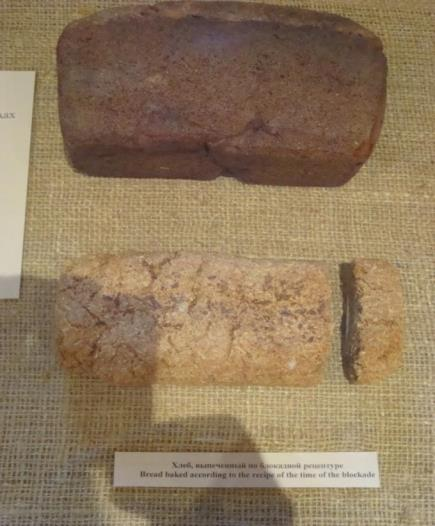 Хлеб, выпеченный по блокадной рецептуре
Bread baked according to the recipe of the time of the blockade